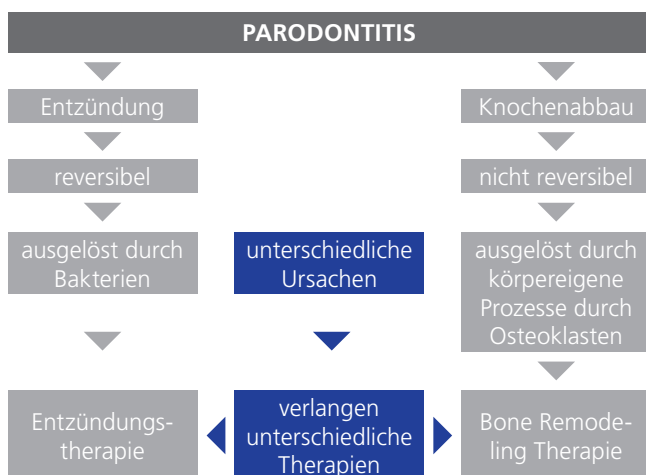 PARODONTITIS
Entzündung
Knochenabbau
reversibel
nicht reversibel
ausgelöst durch
Bakterien
unterschiedliche
Ursachen
ausgelöst durch
körpereigene
Prozesse durch
Osteoklasten
Entzündungs-
therapie
verlangen
unterschiedliche
Therapien
Bone Remode-
ling Therapie